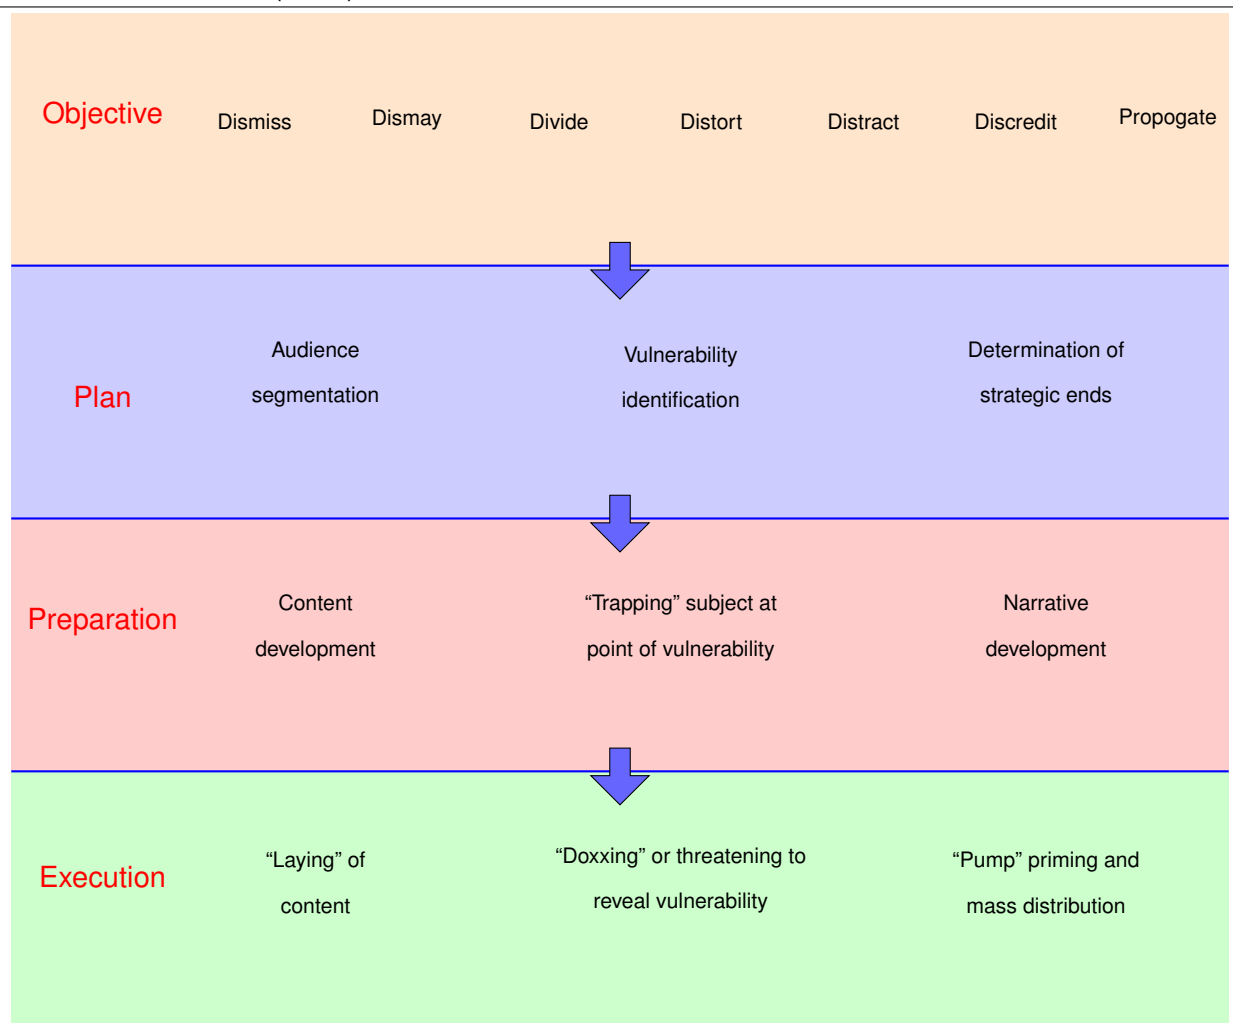 Objective
Dismiss
Dismay
Divide
Distort
Distract
Discredit
Propogate
Plan
Audience
segmentation
Vulnerability
identification
Determination of
strategic ends
Preparation
Content
development
“Trapping” subject at
point of vulnerability
Narrative
development
Execution
“Laying” of
content
“Doxxing” or threatening to
reveal vulnerability
“Pump” priming and
mass distribution